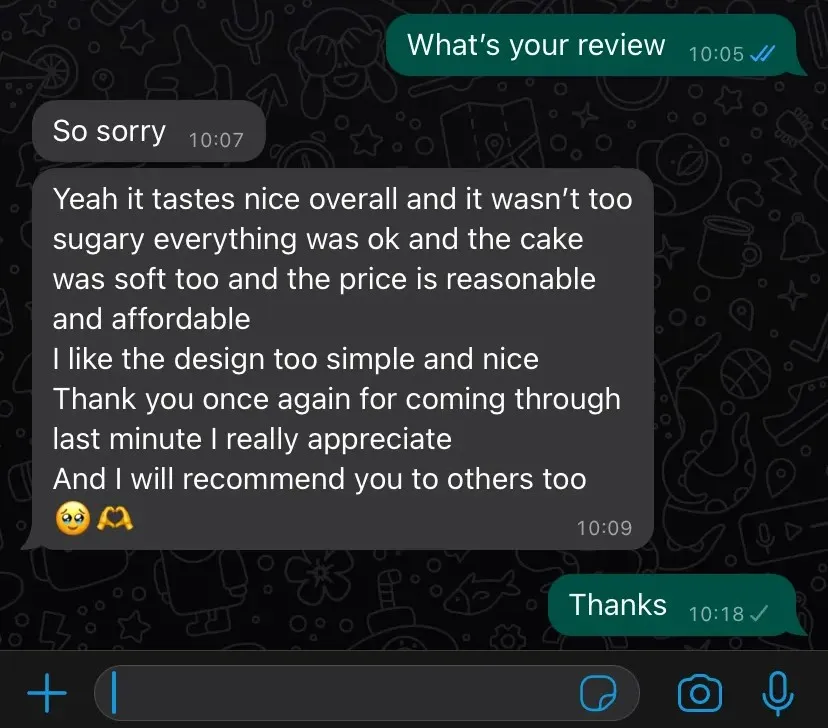 What’s your review 10:05
So sorry 10:07
Yeah it tastes nice overall and it wasn’t too
sugary everything was ok and the cake
was soft too and the price is reasonable
and affordable
I like the design too simple and nice
Thank you once again for coming through
last minute I really appreciate
And I will recommend you to others too
🥹🫶 10:09
Thanks 10:18